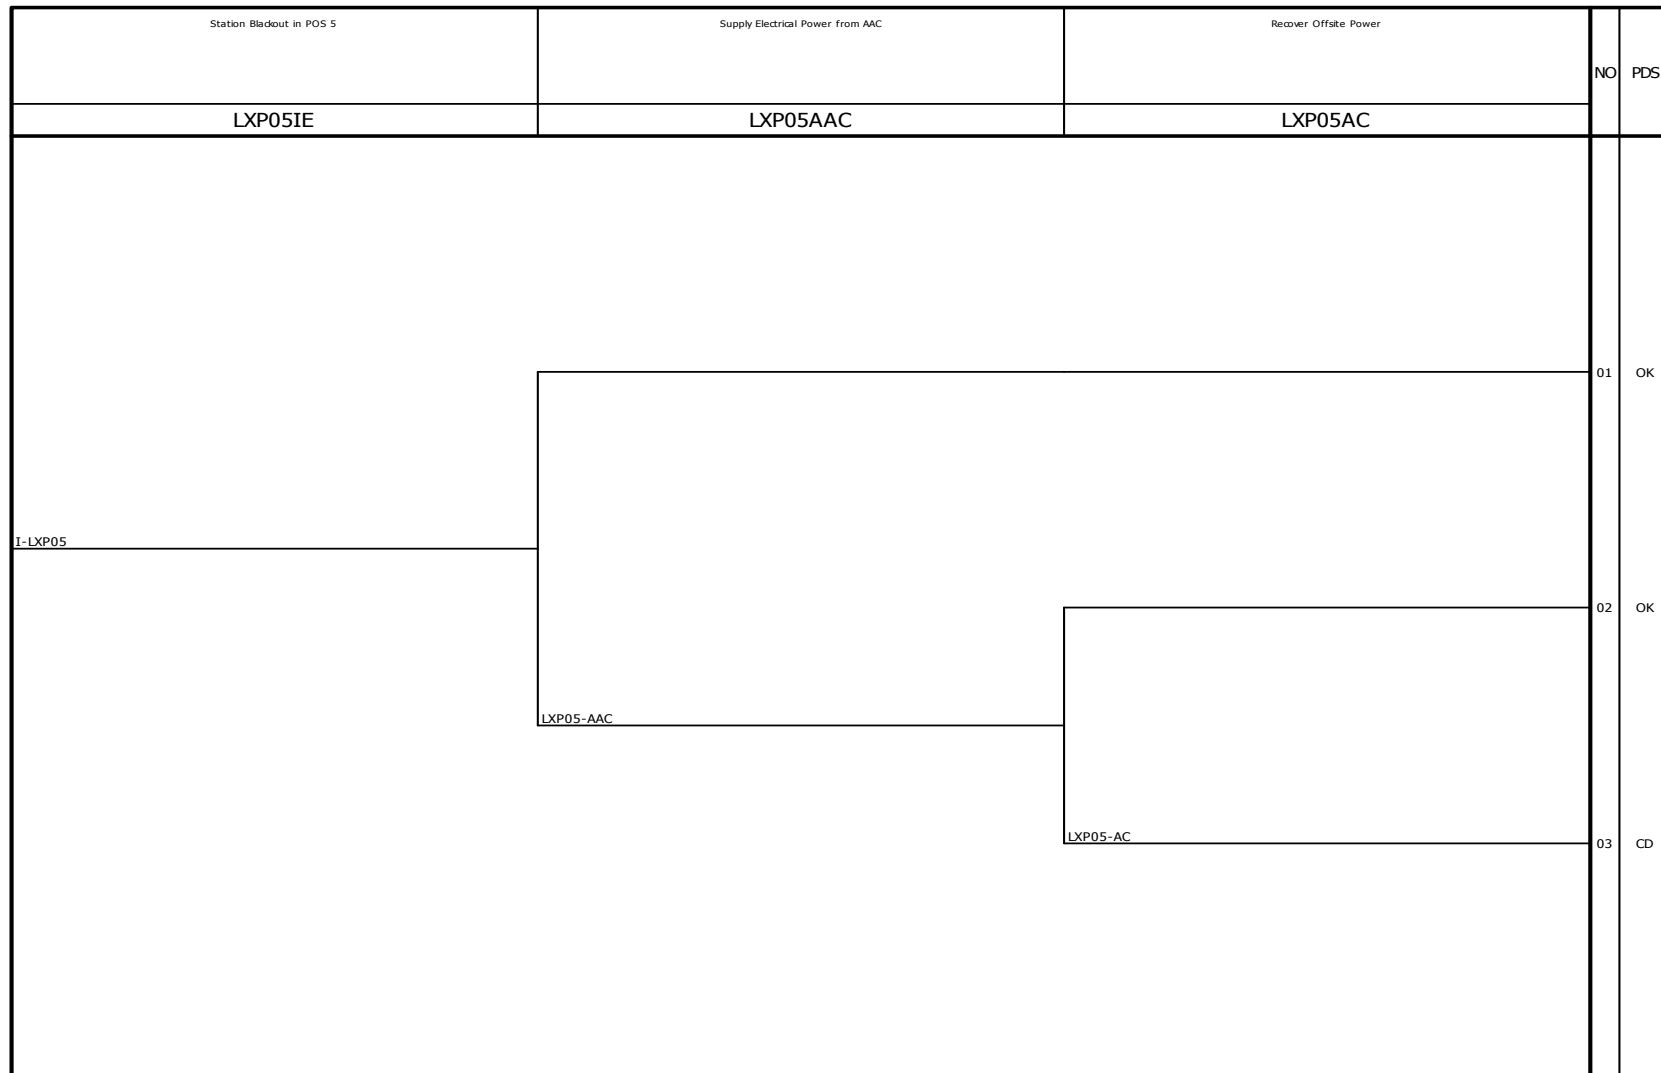 Station Blackout in POS 5
Supply Electrical Power from AAC
Recover Offsite Power
NO
PDS
LXP05IE
LXP05AAC
LXP05AC
01
OK
I-LXP05
02
OK
LXP05-AAC
LXP05-AC
03
CD